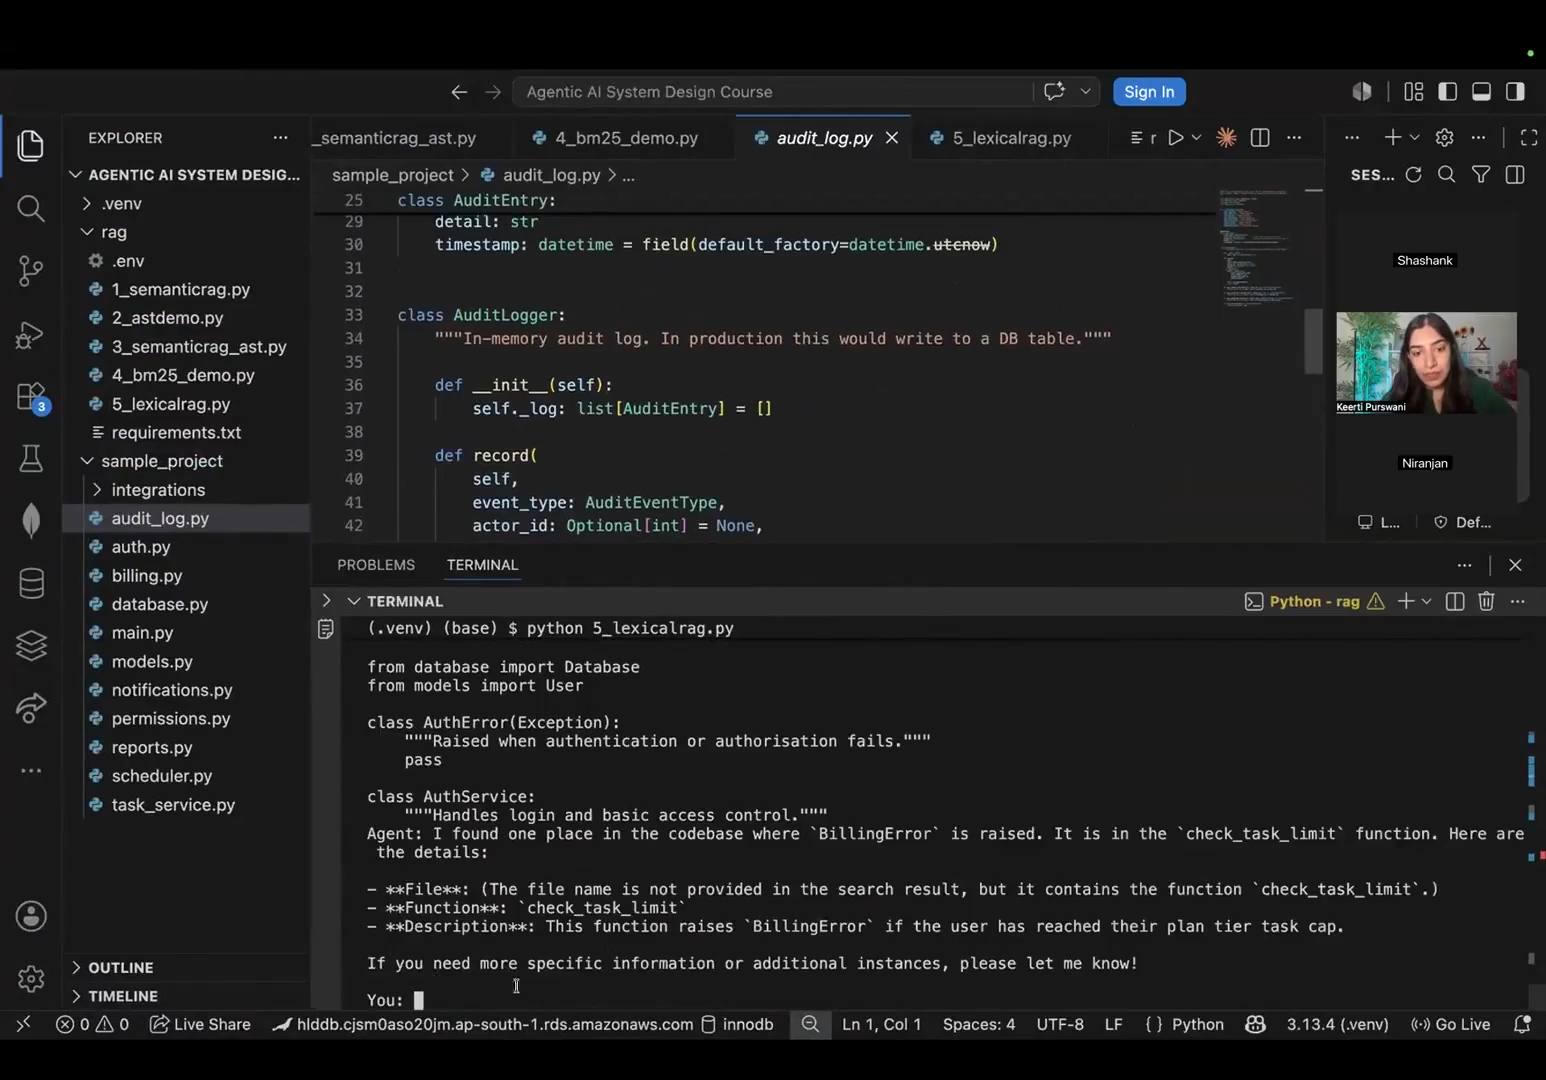 Agentic AI System Design Course
Sign In
EXPLORER
_semanticrag_ast.py
4_bm25_demo.py
audit_log.py
5_lexicalrag.py
AGENTIC AI SYSTEM DESIG...
.venv
rag
.env
1_semanticrag.py
2_astdemo.py
3_semanticrag_ast.py
4_bm25_demo.py
5_lexicalrag.py
requirements.txt
sample_project
integrations
audit_log.py
auth.py
billing.py
database.py
main.py
models.py
notifications.py
permissions.py
reports.py
scheduler.py
task_service.py
OUTLINE
TIMELINE
3
sample_project > audit_log.py > ...
25 class AuditEntry:
29 detail: str
30 timestamp: datetime = field(default_factory=datetime.utcnow)
31
32
33 class AuditLogger:
34 """In-memory audit log. In production this would write to a DB table."""
35
36 def __init__(self):
37 self._log: list[AuditEntry] = []
38
39 def record(
40 self,
41 event_type: AuditEventType,
42 actor_id: Optional[int] = None,
SES...
Shashank
Keerti Purswani
Niranjan
L...
Def...
PROBLEMS
TERMINAL
TERMINAL
Python - rag
(.venv) (base) $ python 5_lexicalrag.py
from database import Database
from models import User
class AuthError(Exception):
"""Raised when authentication or authorisation fails."""
pass
class AuthService:
"""Handles login and basic access control."""
Agent: I found one place in the codebase where `BillingError` is raised. It is in the `check_task_limit` function. Here are
the details:
- **File**: (The file name is not provided in the search result, but it contains the function `check_task_limit`.)
- **Function**: `check_task_limit`
- **Description**: This function raises `BillingError` if the user has reached their plan tier task cap.
If you need more specific information or additional instances, please let me know!
You:
0 0 Live Share hlddb.cjsm0aso20jm.ap-south-1.rds.amazonaws.com innodb Ln 1, Col 1 Spaces: 4 UTF-8 LF { } Python 3.13.4 (.venv) Go Live